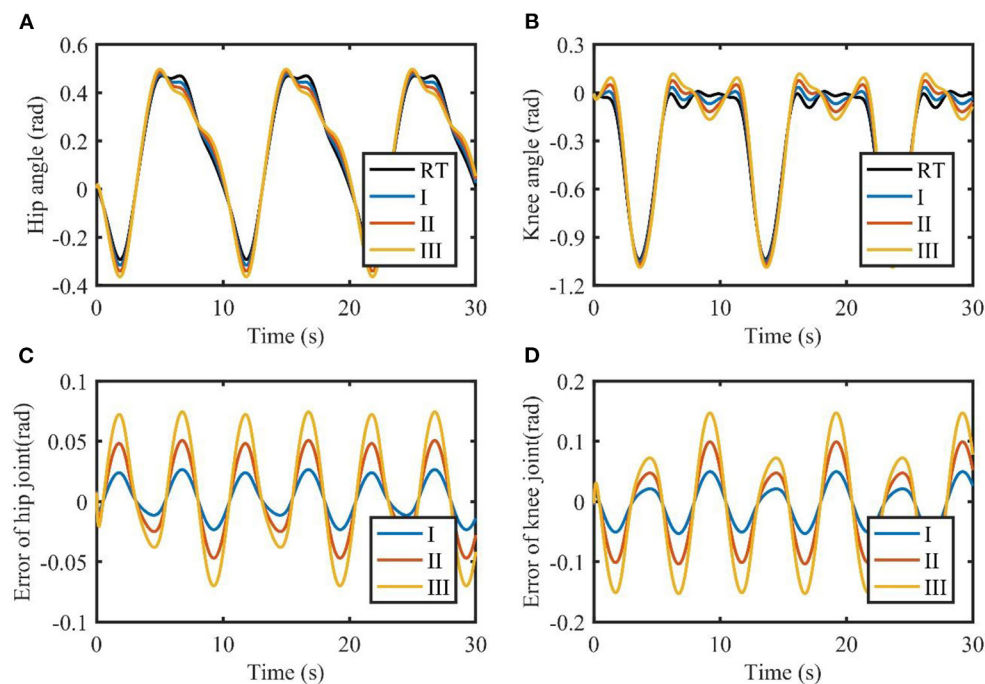 A
Hip angle (rad)
0.6
0.4
0.2
0
-0.2
-0.4
RT
I
II
III
0
10
20
30
Time (s)
B
Knee angle (rad)
0.3
0
-0.3
-0.6
-0.9
-1.2
RT
I
II
III
0
10
20
30
Time (s)
C
Error of hip joint(rad)
0.1
0.05
0
-0.05
-0.1
I
II
III
0
10
20
30
Time (s)
D
Error of knee joint(rad)
0.2
0.1
0
-0.1
-0.2
I
II
III
0
10
20
30
Time (s)